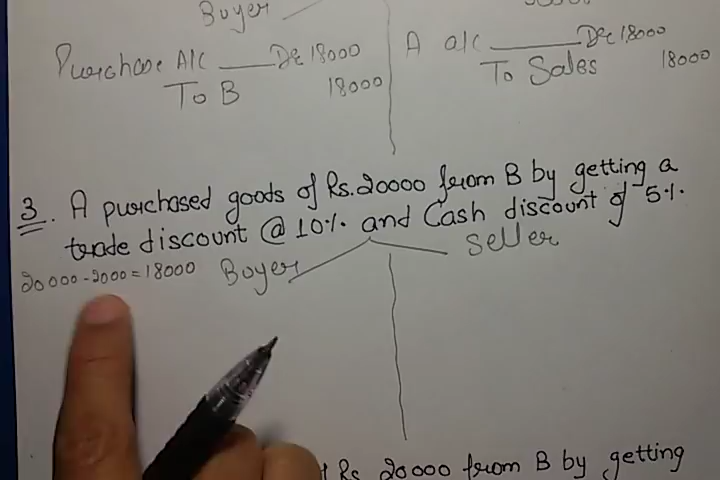 Buyer
Purchase A/C ____ Dr 18000
To B 18000
A a/c ____ Dr 18000
To Sales 18000
3. A purchased goods of Rs.20000 from B by getting a
trade discount @ 10% and Cash discount of 5%.
20000-2000=18000
Buyer
Seller
Rs 20000 from B by getting